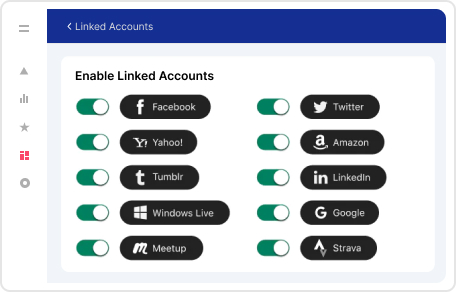 Linked Accounts
Enable Linked Accounts
Facebook
Twitter
Yahoo!
Amazon
Tumblr
LinkedIn
Windows Live
Google
Meetup
Strava